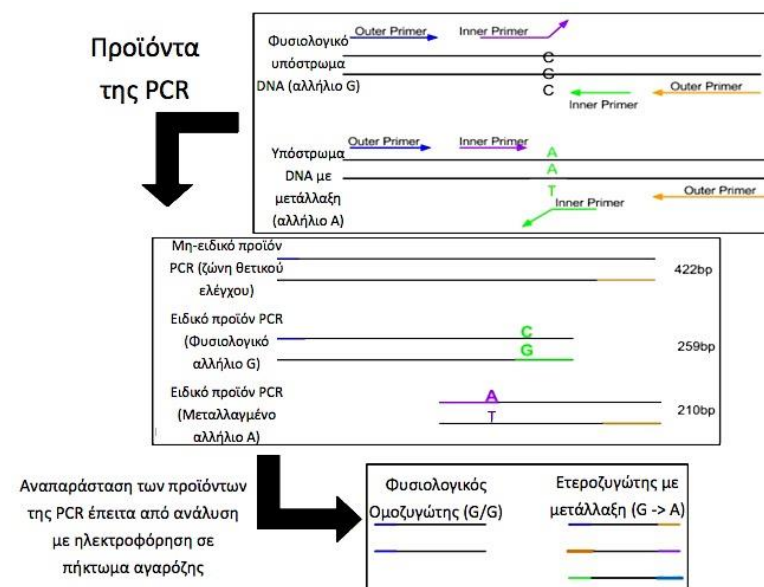 Προϊόντα
της PCR
Φυσιολογικό
υπόστρωμα
DNA (αλλήλιο G)
Outer Primer
Inner Primer
C
G
C
Inner Primer
Outer Primer
Υπόστρωμα
DNA με
μετάλλαξη
(αλλήλιο A)
Outer Primer
Inner Primer
A
A
T
Inner Primer
Outer Primer
Μη-ειδικό προϊόν
PCR (ζώνη θετικού
ελέγχου)
422bp
Ειδικό προϊόν PCR
(Φυσιολογικό
αλλήλιο G)
C
G
259bp
Ειδικό προϊόν PCR
(Μεταλλαγμένο
αλλήλιο A)
A
T
210bp
Αναπαράσταση των προϊόντων
της PCR έπειτα από ανάλυση
με ηλεκτροφόρηση σε
πήκτωμα αγαρόζης
Φυσιολογικός
Ομοζυγώτης (G/G)
Ετεροζυγώτης με
μετάλλαξη (G -> A)